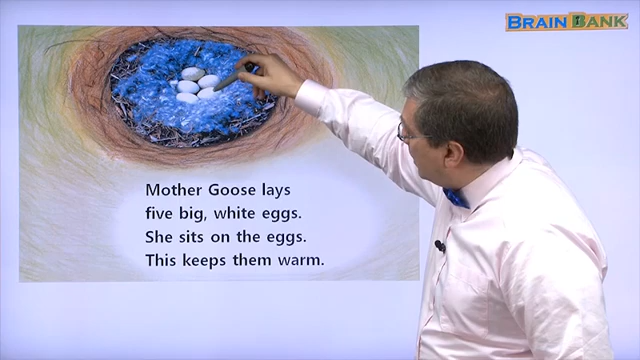 BRAIN BANK
Mother Goose lays
five big, white eggs.
She sits on the eggs.
This keeps them warm.